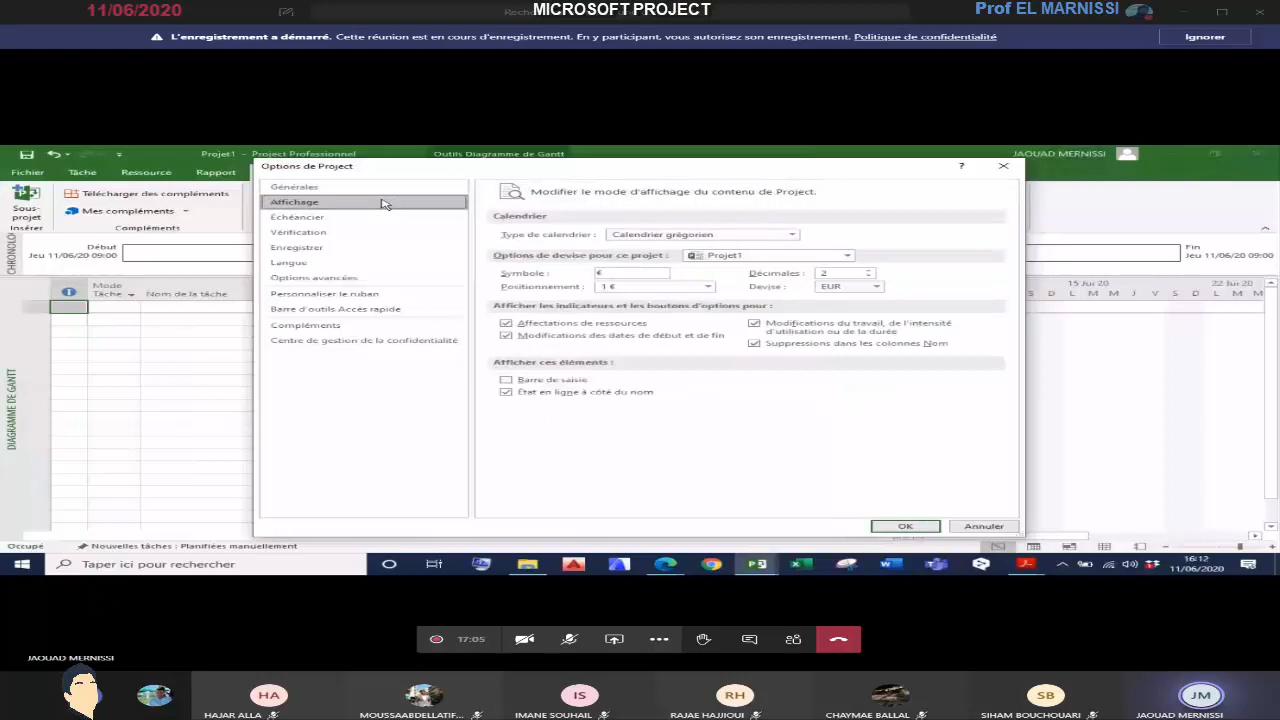 11/06/2020
MICROSOFT PROJECT
Prof EL MARNISSI
L'enregistrement a démarré. Cette réunion est en cours d'enregistrement. En y participant, vous autorisez son enregistrement. Politique de confidentialité
Ignorer
Projet1 - Project Professionnel
Outils Diagramme de Gantt
JAOUAD MERNISSI
Fichier
Tâche
Ressource
Rapport
Sous-projet
Insérer
Télécharger des compléments
Mes compléments
Compléments
Début
Jeu 11/06/20 09:00
Fin
Jeu 11/06/20 09:00
DIAGRAMME DE GANTT
Mode Tâche
Nom de la tâche
15 Jun '20
22 Jun '20
D L M M J V S D L M M
Options de Project
?
Générales
Affichage
Échéancier
Vérification
Enregistrer
Langue
Options avancées
Personnaliser le ruban
Barre d'outils Accès rapide
Compléments
Centre de gestion de la confidentialité
Modifier le mode d'affichage du contenu de Project.
Calendrier
Type de calendrier :
Calendrier grégorien
Options de devise pour ce projet :
Projet1
Symbole :
€
Décimales :
2
Positionnement :
1 €
Devise :
EUR
Afficher les indicateurs et les boutons d'options pour :
Affectations de ressources
Modifications des dates de début et de fin
Modifications du travail, de l'intensité
d'utilisation ou de la durée
Suppressions dans les colonnes Nom
Afficher ces éléments :
Barre de saisie
État en ligne à côté du nom
OK
Annuler
Occupé
Nouvelles tâches : Planifiées manuellement
Taper ici pour rechercher
16:12
11/06/2020
17:05
JAOUAD MERNISSI
HA
HAJAR ALLA
MOUSSAABDELLATIF...
IS
IMANE SOUHAIL
RH
RAJAE HAJJIOUI
CHAYMAE BALLAL
SB
SIHAM BOUCHOUARI
JM
JAOUAD MERNISSI